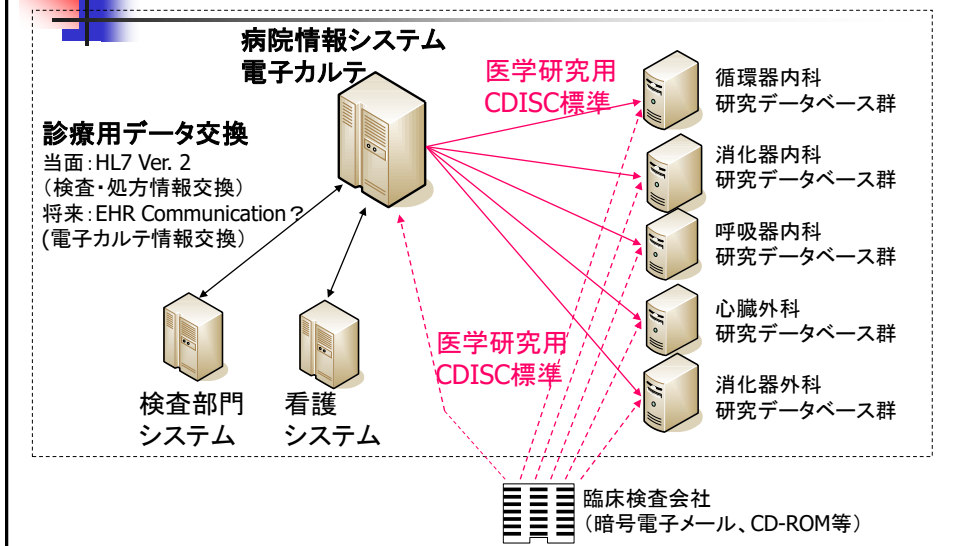 病院情報システム
電子カルテ
医学研究用
CDISC標準
循環器内科
研究データベース群
診療用データ交換
当面:HL7 Ver. 2
(検査・処方情報交換)
将来:EHR Communication?
(電子カルテ情報交換)
消化器内科
研究データベース群
呼吸器内科
研究データベース群
心臓外科
研究データベース群
医学研究用
CDISC標準
消化器外科
研究データベース群
検査部門
システム
看護
システム
臨床検査会社
(暗号電子メール、CD-ROM等)